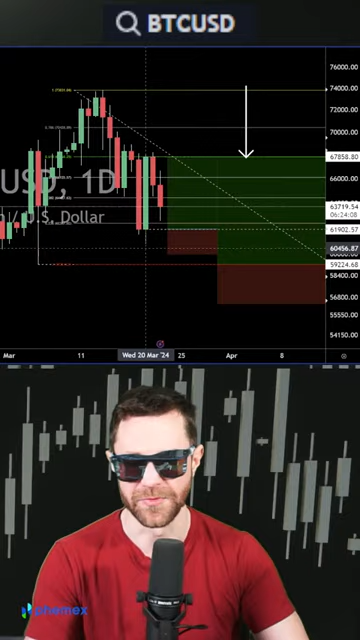 BTCUSD
76000.00
74000.00
72000.00
70000.00
67858.80
66000.00
63719.54
06:24:08
61902.57
60456.87
59224.68
58400.00
56800.00
55550.00
54150.00
USD, 1D
/ U.S. Dollar
Mar
11
Wed 20 Mar '24
25
Apr
8
phemex